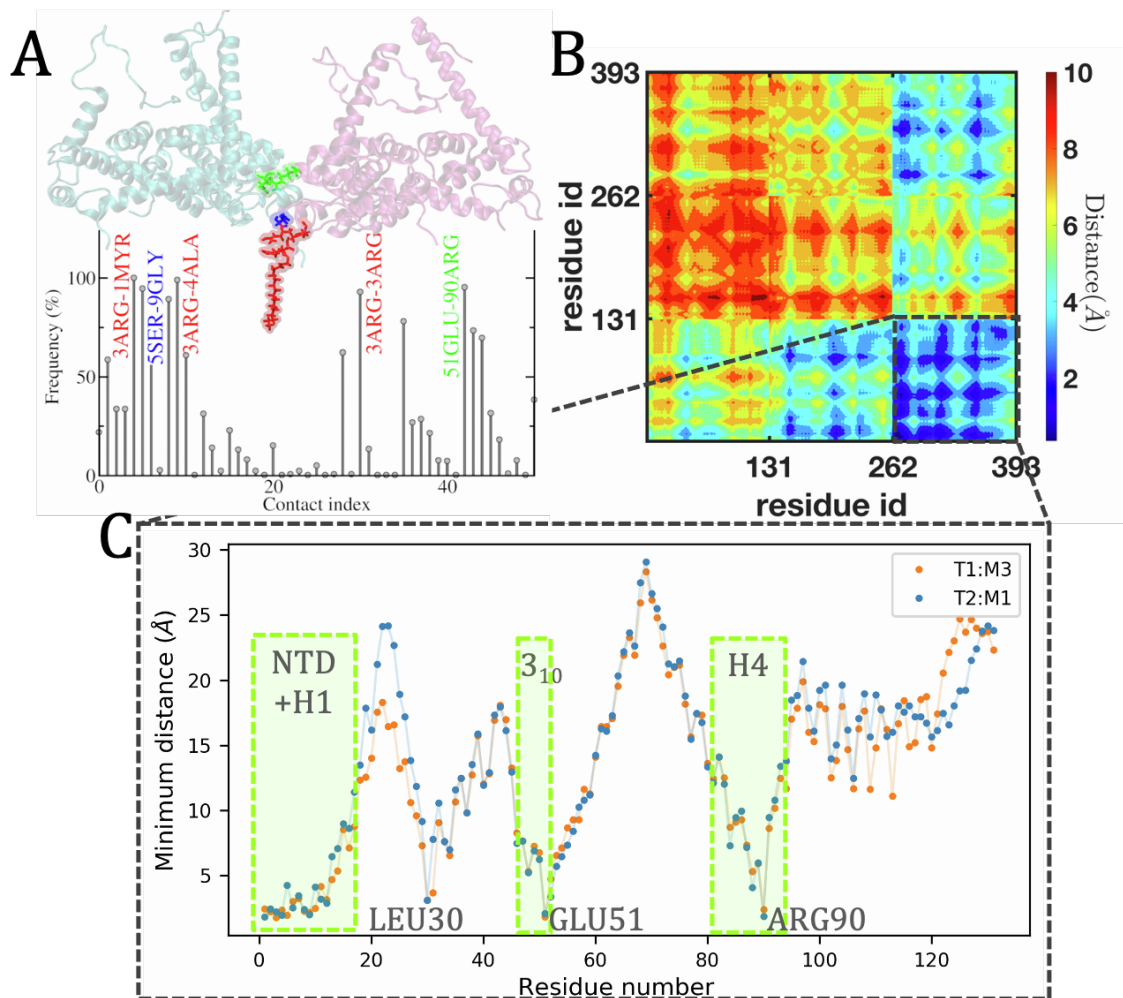 A
3ARG-1MYR
5SER-9GLY
3ARG-4ALA
3ARG-3ARG
51GLU-90ARG
Frequency (%)
100
50
0
0
20
40
Contact index
B
393
262
131
residue id
131
262
393
residue id
10
8
6
4
2
Distance(Å)
C
30
25
20
15
10
5
Minimum distance (Å)
NTD
+H1
3₁₀
H4
T1:M3
T2:M1
LEU30
GLU51
ARG90
0
20
40
60
80
100
120
Residue number